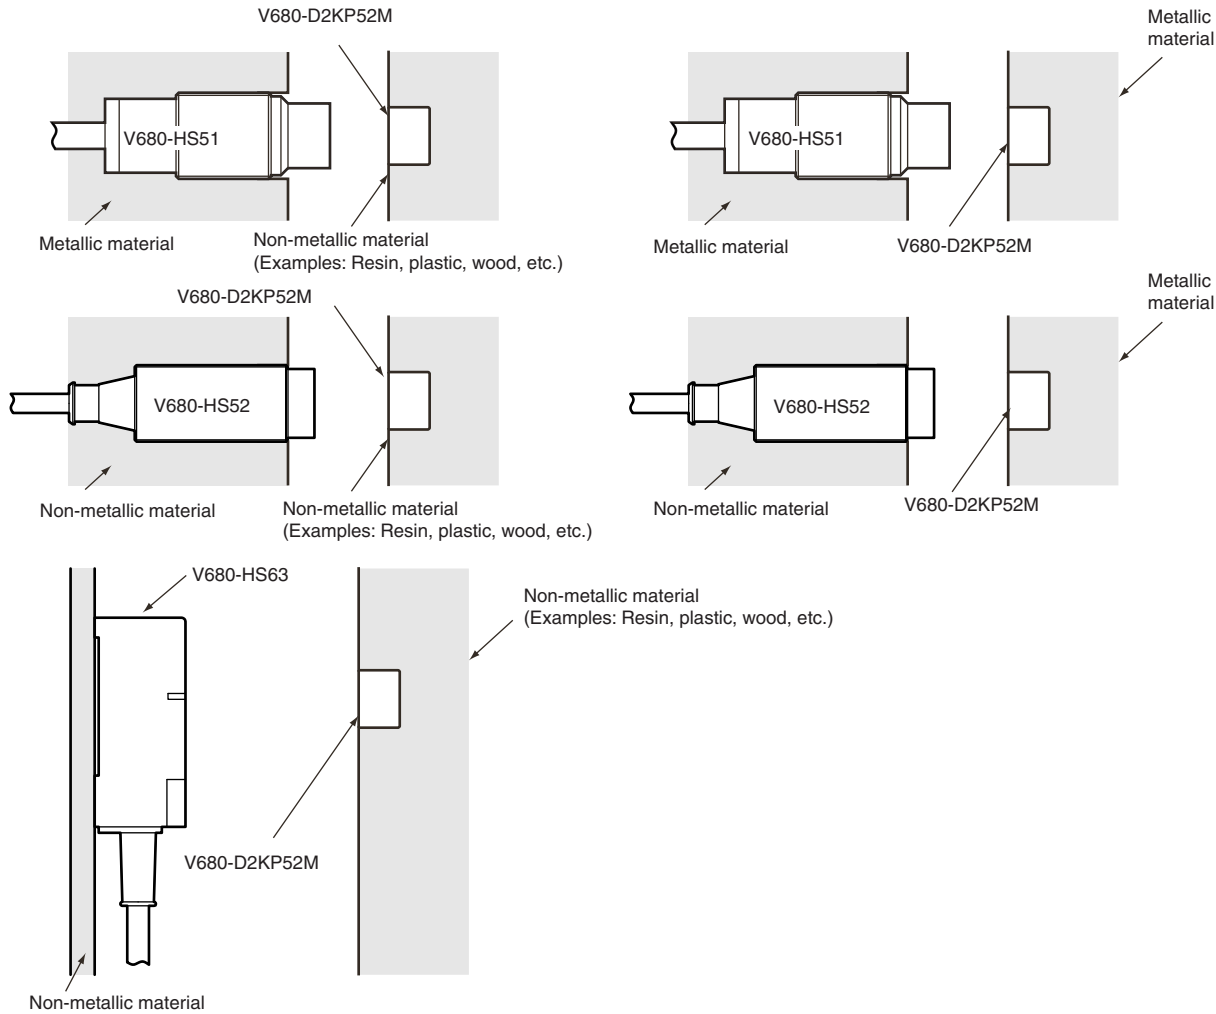 V680-D2KP52M
V680-HS51
Metallic material
Non-metallic material
(Examples: Resin, plastic, wood, etc.)
Metallic
material
V680-HS51
Metallic material
V680-D2KP52M
V680-D2KP52M
V680-HS52
Non-metallic material
Non-metallic material
(Examples: Resin, plastic, wood, etc.)
Metallic
material
V680-HS52
Non-metallic material
V680-D2KP52M
V680-HS63
Non-metallic material
(Examples: Resin, plastic, wood, etc.)
V680-D2KP52M
Non-metallic material